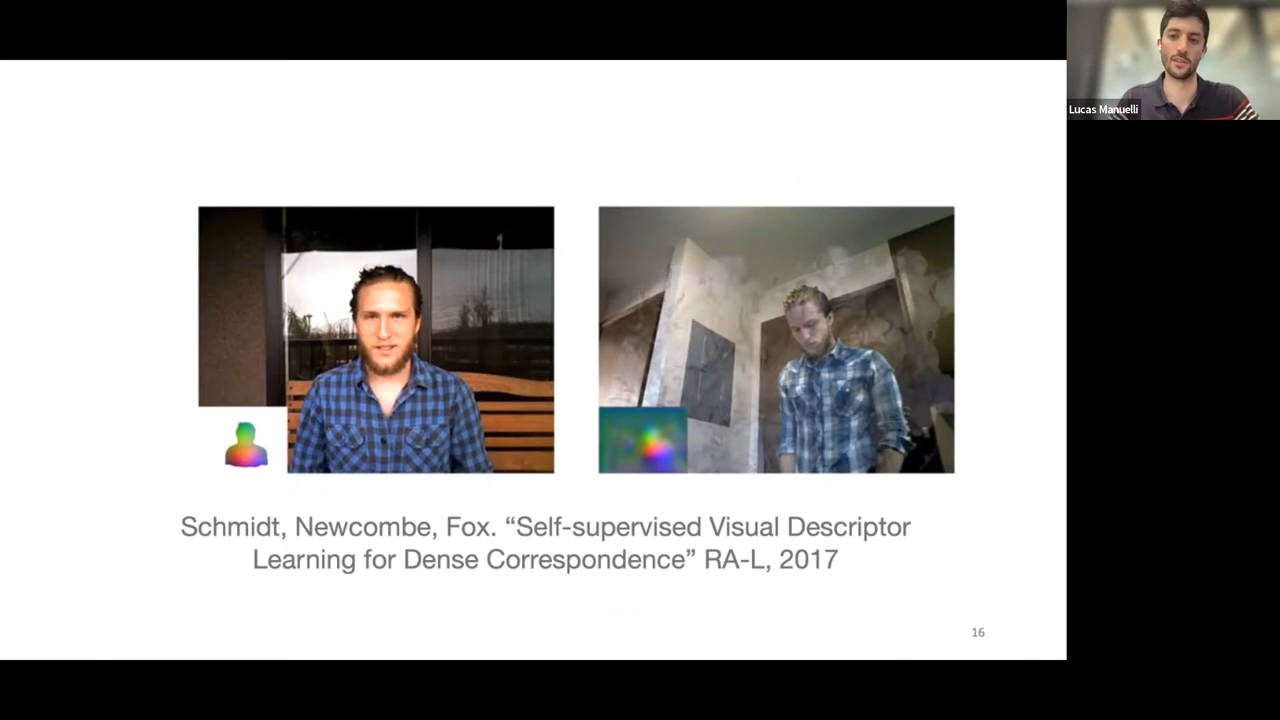 Lucas Manuelli
Schmidt, Newcombe, Fox. “Self-supervised Visual Descriptor
Learning for Dense Correspondence” RA-L, 2017
16